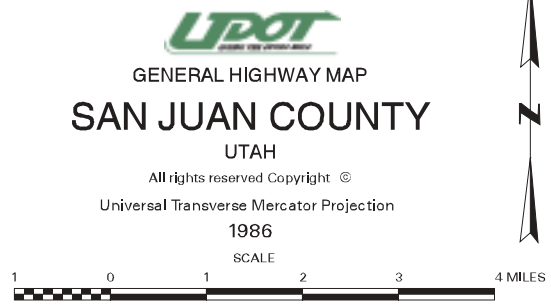 UDOT
GENERAL HIGHWAY MAP
SAN JUAN COUNTY
UTAH
All rights reserved Copyright ©
Universal Transverse Mercator Projection
1986
SCALE
1 0 1 2 3 4 MILES
N